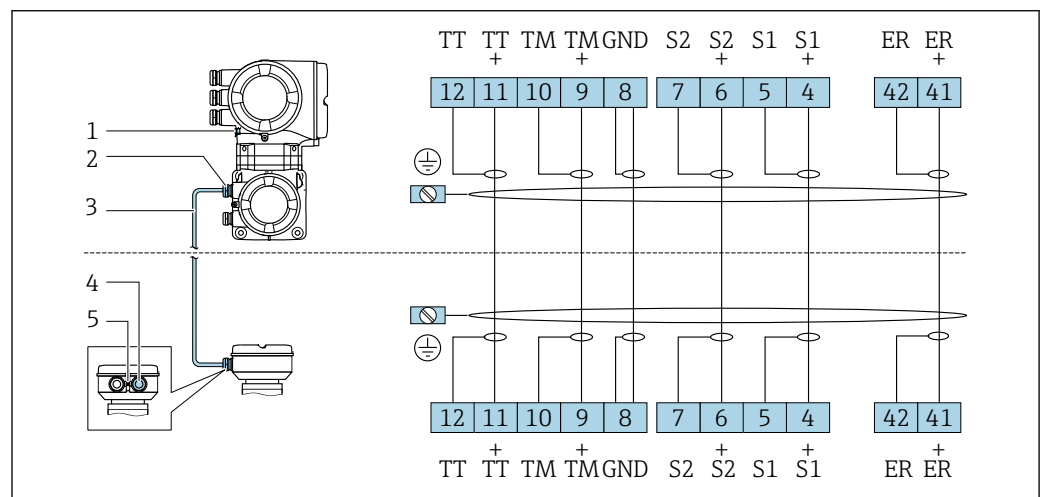 TT TT TM TM GND S2 S2 S1 S1 ER ER
+ + + + +
12 11 10 9 8 7 6 5 4 42 41
1
2
3
4
5
12 11 10 9 8 7 6 5 4 42 41
+ + + + +
TT TT TM TM GND S2 S2 S1 S1 ER ER